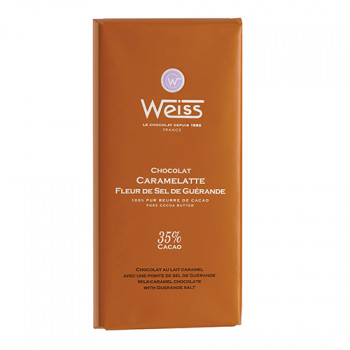 W
Weiss
LE CHOCOLAT DEPUIS 1882
FRANCE
CHOCOLAT
CARAMELATTE
FLEUR DE SEL DE GUÉRANDE
100% PUR BEURRE DE CACAO
PURE COCOA BUTTER
35%
CACAO
CHOCOLAT AU LAIT CARAMEL
AVEC UNE POINTE DE SEL DE GUÉRANDE
MILK-CARAMEL CHOCOLATE
WITH GUÉRANDE SALT